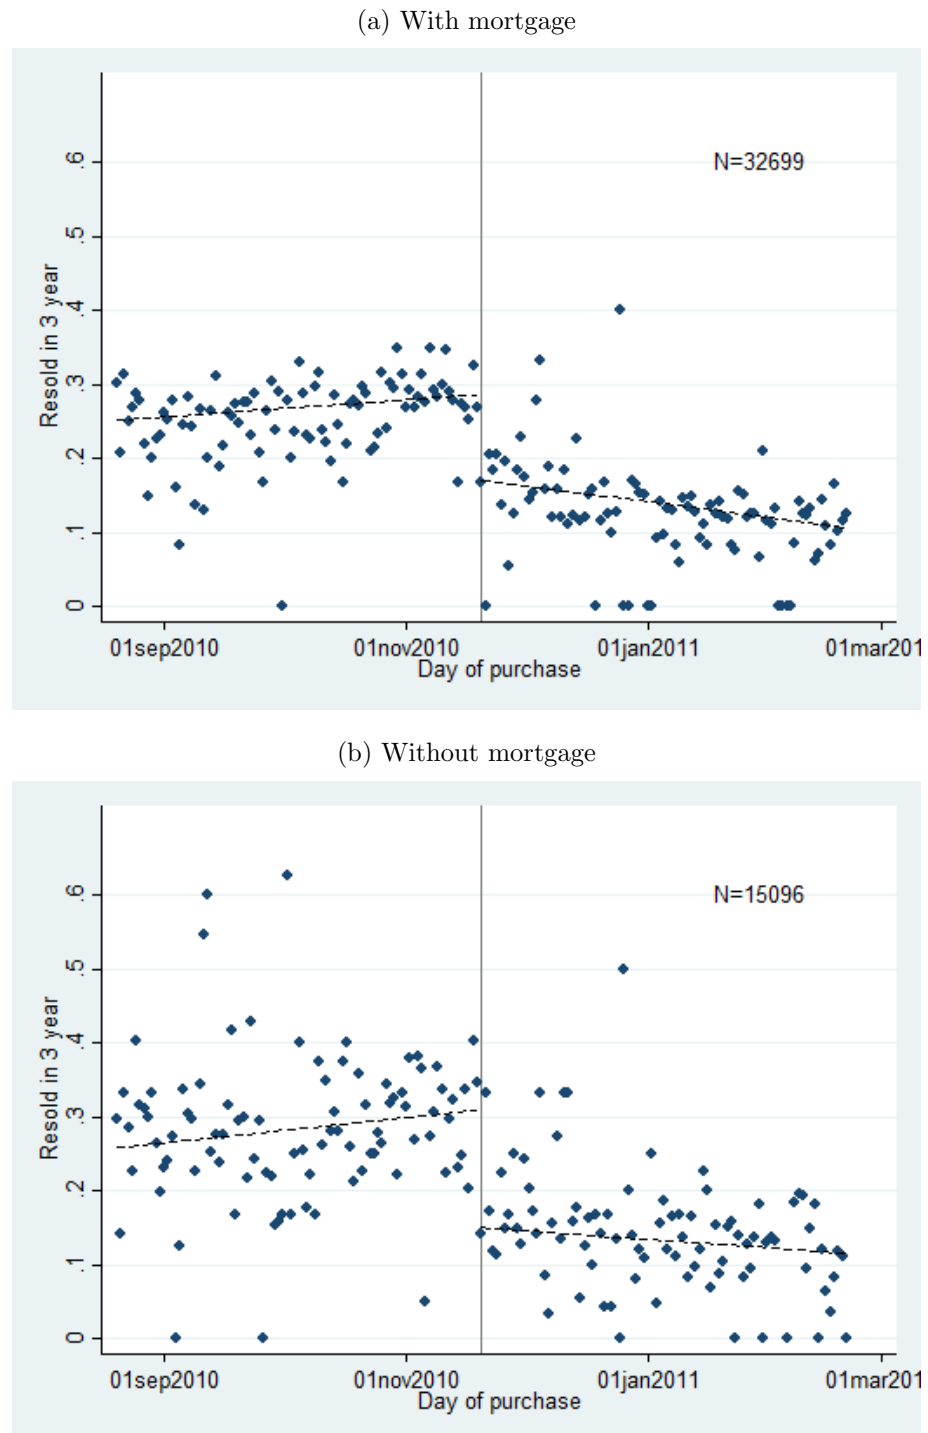 (a) With mortgage
N=32699
Resold in 3 year
.6
.5
.4
.3
.2
.1
0
01sep2010 01nov2010 01jan2011 01mar201
Day of purchase
(b) Without mortgage
N=15096
Resold in 3 year
.6
.5
.4
.3
.2
.1
0
01sep2010 01nov2010 01jan2011 01mar201
Day of purchase